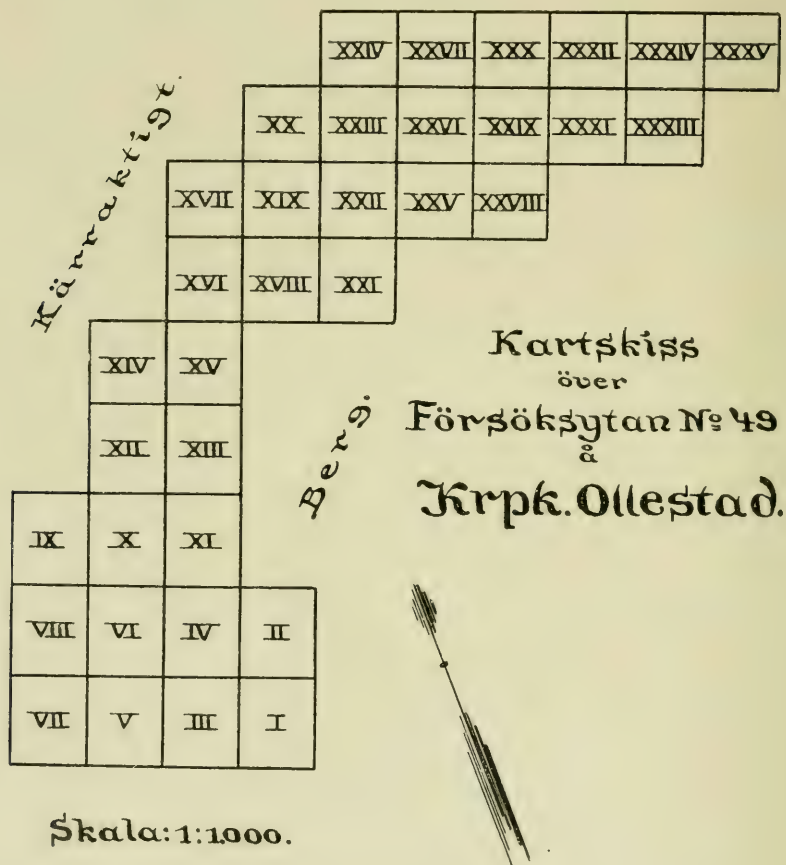 XXIV XXVII XXX XXXII XXXIV XXXV
XX XXIII XXVI XXIX XXXI XXXIII
XVII XIX XXII XXV XXVIII
XVI XVIII XXI
XIV XV
XII XIII
IX X XI
VIII VI IV II
VII V III I
Kärraktigt.
Berg.
Kartskiss
över
Försöksytan No 49
å
Krpk. Ollestad.
Skala: 1:1000.